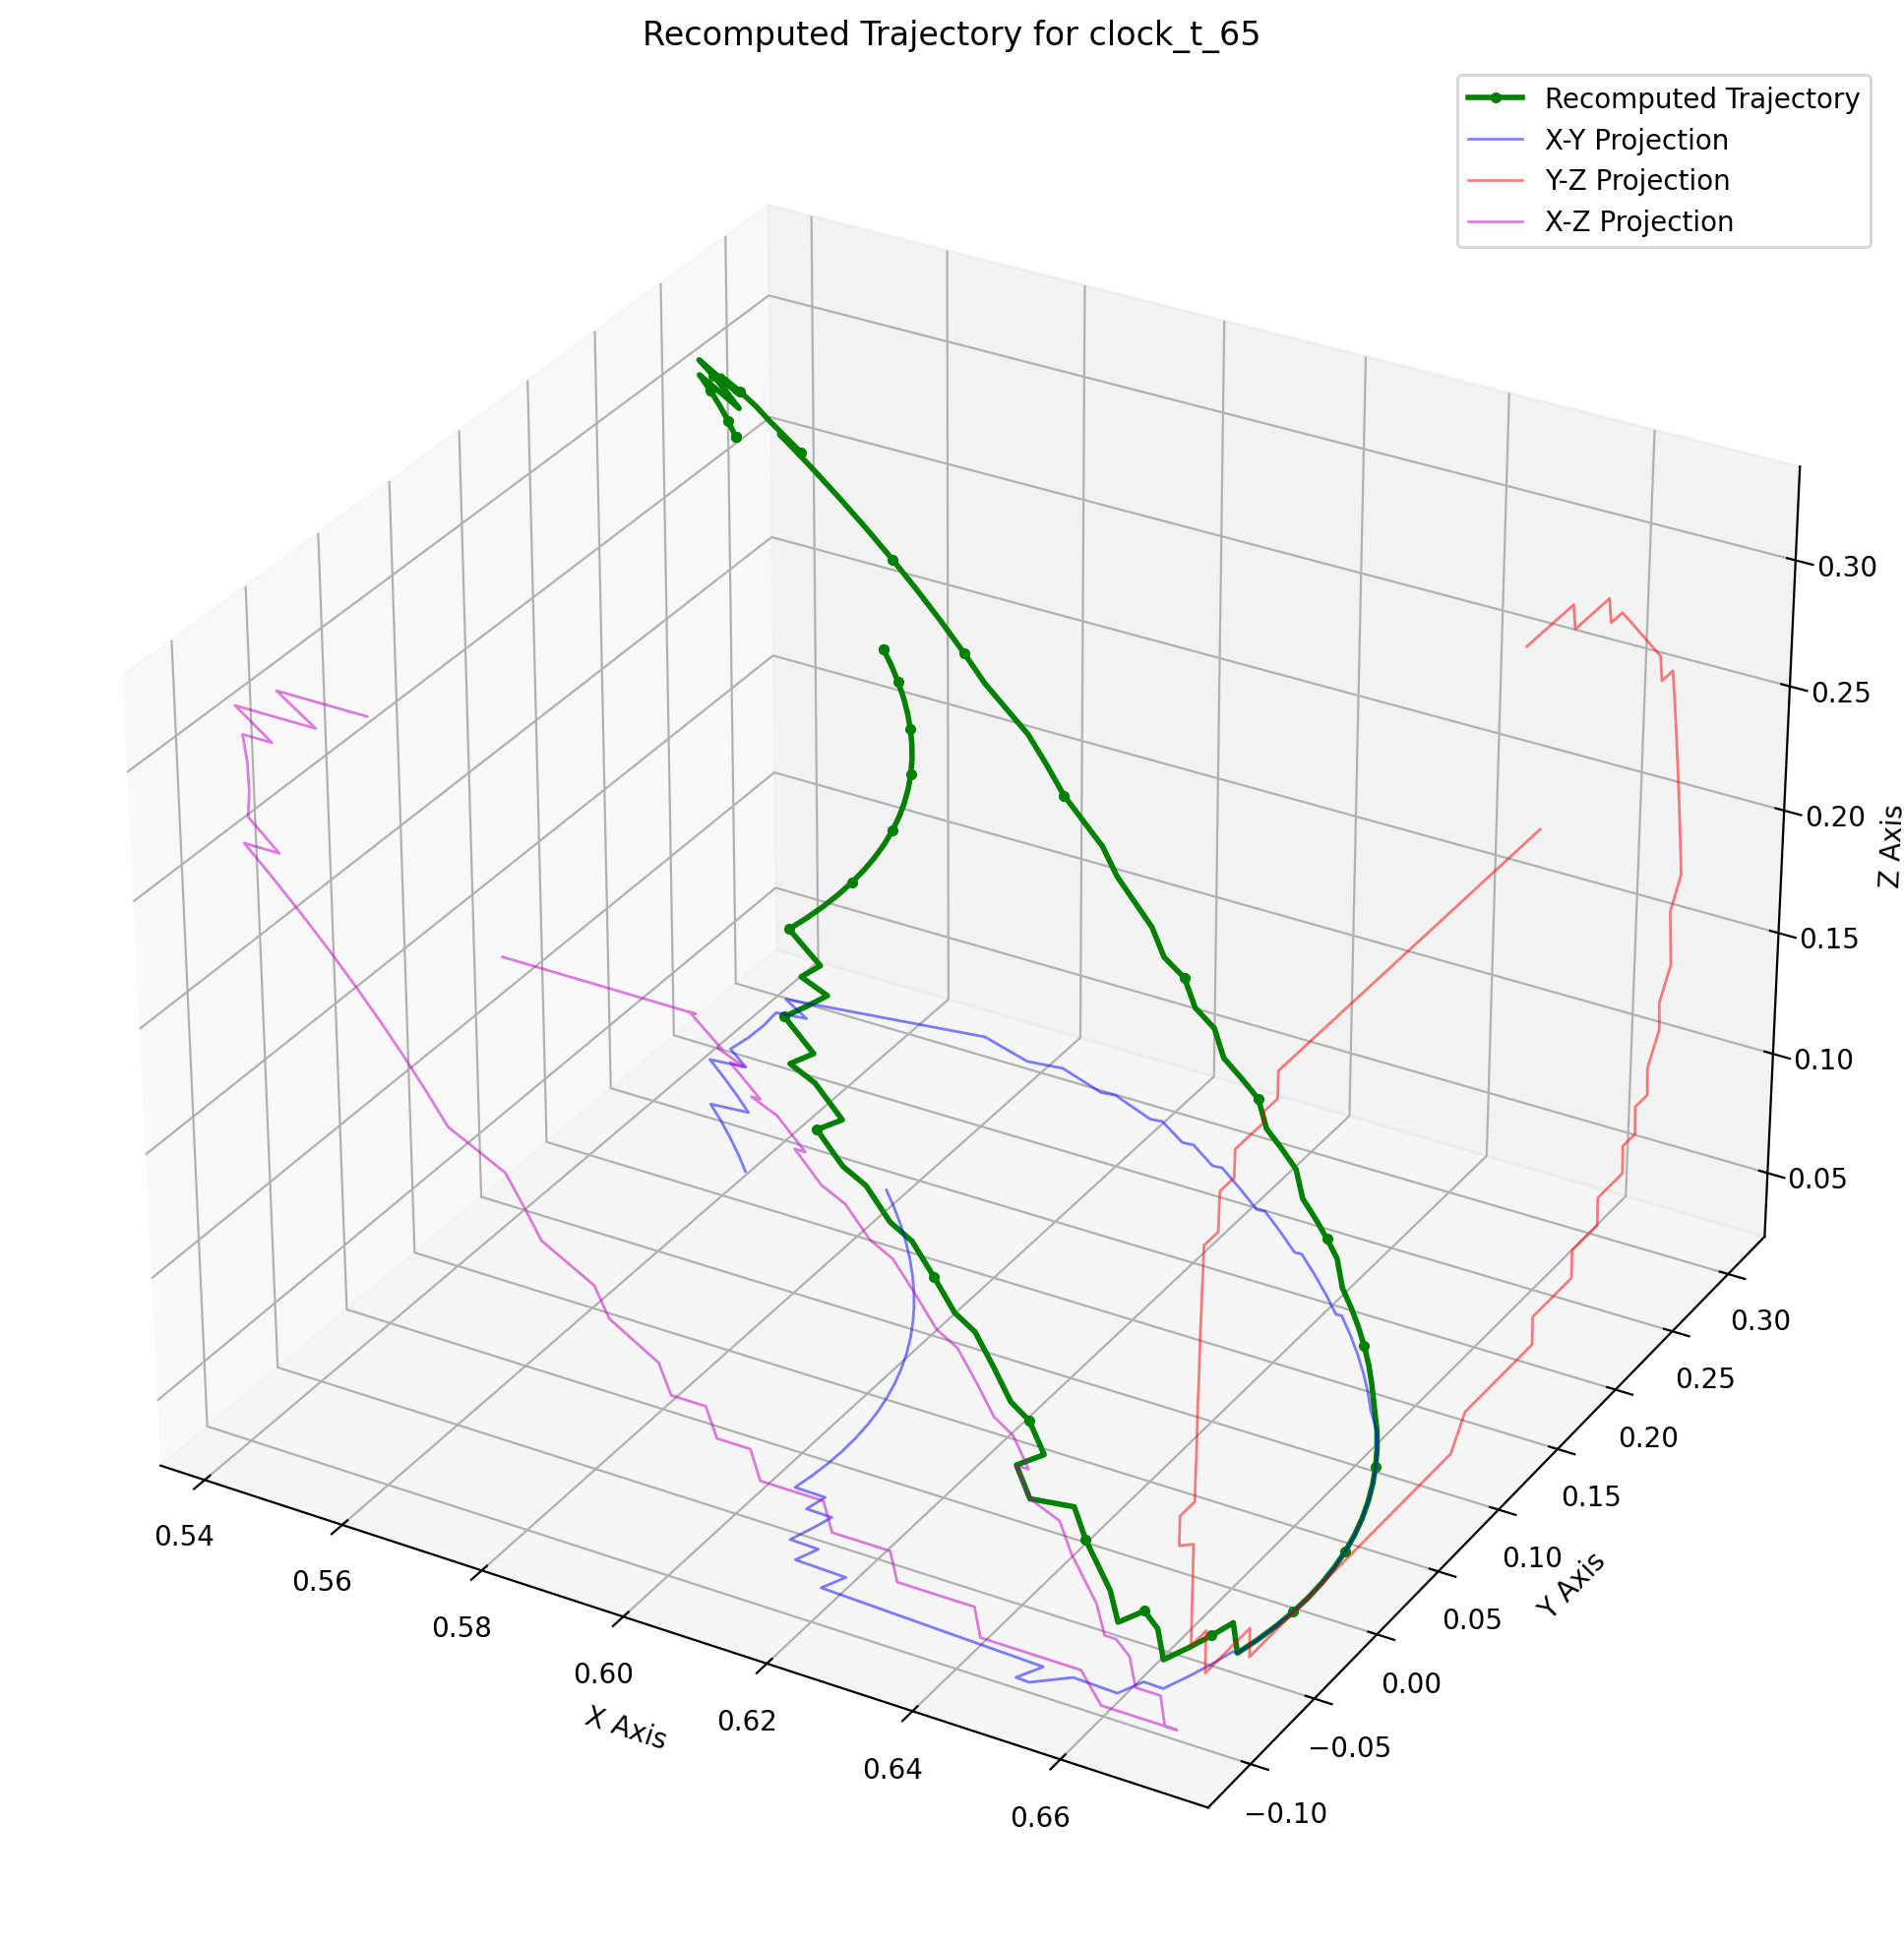 Recomputed Trajectory for clock_t_65
Recomputed Trajectory
X-Y Projection
Y-Z Projection
X-Z Projection
0.30
0.25
0.20
0.15
0.10
0.05
Z Axis
0.30
0.25
0.20
0.15
0.10
0.05
0.00
−0.05
−0.10
Y Axis
0.54
0.56
0.58
0.60
0.62
0.64
0.66
X Axis